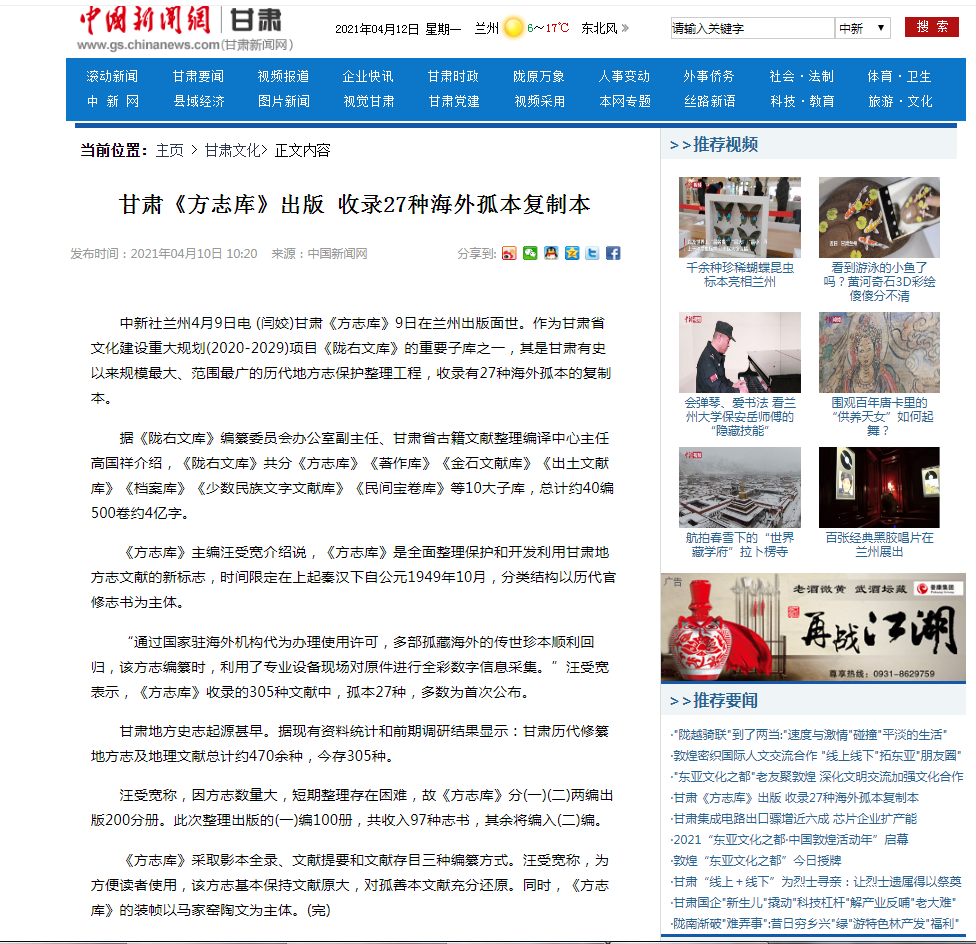 中國新聞網 | 甘肃
www.gs.chinanews.com(甘肃新闻网)
2021年04月12日 星期一 兰州 6～17℃ 东北风
请输入关键字 中新 搜 索
滚动新闻 甘肃要闻 视频报道 企业快讯 甘肃时政 陇原万象 人事变动 外事侨务 社会·法制 体育·卫生
中 新 网 县域经济 图片新闻 视觉甘肃 甘肃党建 视频采用 本网专题 丝路新语 科技·教育 旅游·文化
当前位置：主页 > 甘肃文化> 正文内容
甘肃《方志库》出版 收录27种海外孤本复制本
发布时间：2021年04月10日 10:20 来源：中国新闻网 分享到:
中新社兰州4月9日电 (闫姣)甘肃《方志库》9日在兰州出版面世。作为甘肃省
文化建设重大规划(2020-2029)项目《陇右文库》的重要子库之一，其是甘肃有史
以来规模最大、范围最广的历代地方志保护整理工程，收录有27种海外孤本的复制
本。
据《陇右文库》编纂委员会办公室副主任、甘肃省古籍文献整理编译中心主任
高国祥介绍，《陇右文库》共分《方志库》《著作库》《金石文献库》《出土文献
库》《档案库》《少数民族文字文献库》《民间宝卷库》等10大子库，总计约40编
500卷约4亿字。
《方志库》主编汪受宽介绍说，《方志库》是全面整理保护和开发利用甘肃地
方志文献的新标志，时间限定在上起秦汉下自公元1949年10月，分类结构以历代官
修志书为主体。
“通过国家驻海外机构代为办理使用许可，多部孤藏海外的传世珍本顺利回
归，该方志编纂时，利用了专业设备现场对原件进行全彩数字信息采集。”汪受宽
表示，《方志库》收录的305种文献中，孤本27种，多数为首次公布。
甘肃地方史志起源甚早。据现有资料统计和前期调研结果显示：甘肃历代修纂
地方志及地理文献总计约470余种，今存305种。
汪受宽称，因方志数量大，短期整理存在困难，故《方志库》分(一)(二)两编出
版200分册。此次整理出版的(一)编100册，共收入97种志书，其余将编入(二)编。
《方志库》采取影本全录、文献提要和文献存目三种编纂方式。汪受宽称，为
方便读者使用，该方志基本保持文献原大，对孤善本文献充分还原。同时，《方志
库》的装帧以马家窑陶文为主体。(完)
>>推荐视频
千余种珍稀蝴蝶昆虫
标本亮相兰州
看到游泳的小鱼了
吗？黄河奇石3D彩绘
傻傻分不清
会弹琴、爱书法 看兰
州大学保安岳师傅的
“隐藏技能”
围观百年唐卡里的
“供养天女”如何起
舞？
航拍春雪下的“世界
藏学府”拉卜楞寺
百张经典黑胶唱片在
兰州展出
广告
老酒微黄 武酒坛藏
再战江湖
尊享热线：0931-8629759
>>推荐要闻
·"陇越骑联"到了两当:"速度与激情"碰撞"平淡的生活"
·敦煌密织国际人文交流合作 "线上线下"拓东亚"朋友圈"
·"东亚文化之都"老友聚敦煌 深化文明交流加强文化合作
·甘肃《方志库》出版 收录27种海外孤本复制本
·甘肃集成电路出口骤增近六成 芯片企业扩产能
·2021“东亚文化之都·中国敦煌活动年”启幕
·敦煌“东亚文化之都”今日授牌
·甘肃“线上＋线下”为烈士寻亲：让烈士遗属得以祭奠
·甘肃国企"新生儿"撬动"科技杠杆"解产业反哺"老大难"
·陇南渐破"难弄事":昔日穷乡兴"绿"游特色林产发"福利"